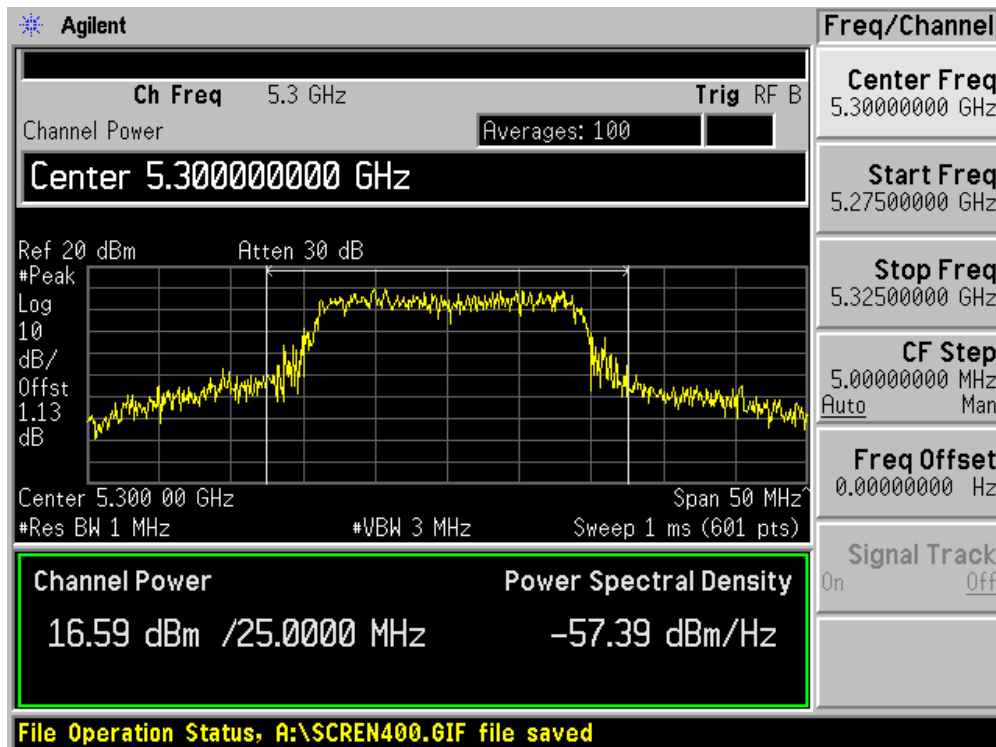 Agilent
Freq/Channel
Ch Freq 5.3 GHz Trig RF B
Channel Power Averages: 100
Center 5.300000000 GHz
Ref 20 dBm Atten 30 dB
#Peak
Log
10
dB/
Offst
1.13
dB
Center 5.300 00 GHz Span 50 MHz^
#Res BW 1 MHz #VBW 3 MHz Sweep 1 ms (601 pts)
Channel Power Power Spectral Density
16.59 dBm /25.0000 MHz -57.39 dBm/Hz
File Operation Status, A:\SCREN400.GIF file saved
Center Freq
5.30000000 GHz
Start Freq
5.27500000 GHz
Stop Freq
5.32500000 GHz
CF Step
5.00000000 MHz
Auto Man
Freq Offset
0.00000000 Hz
Signal Track
On Off